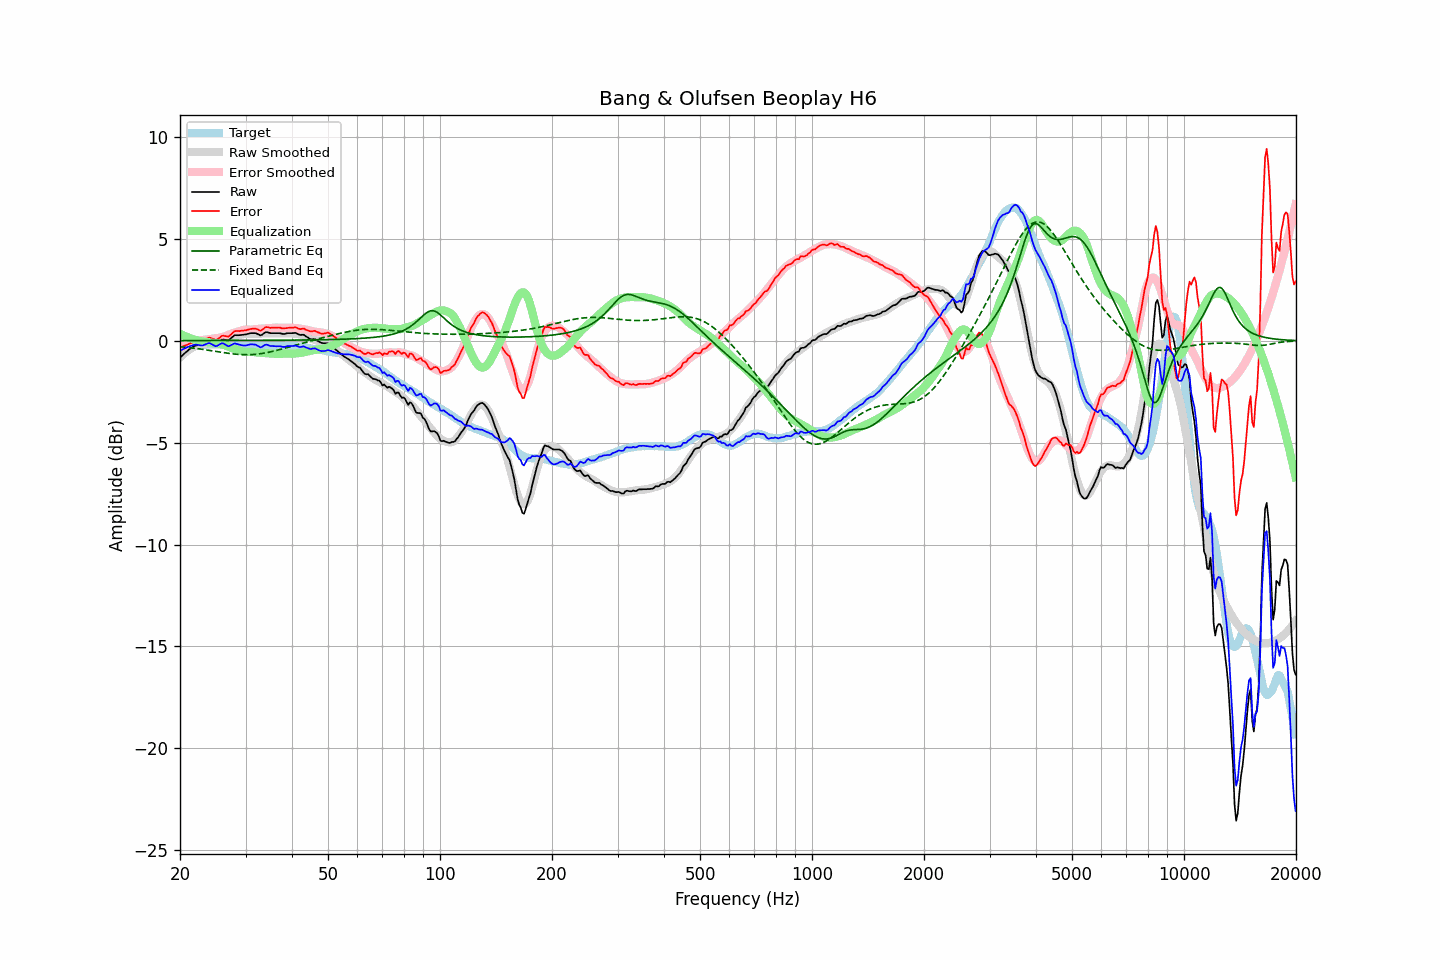 Bang & Olufsen Beoplay H6
Target
Raw Smoothed
Error Smoothed
Raw
Error
Equalization
Parametric Eq
Fixed Band Eq
Equalized
10
5
0
−5
−10
−15
−20
−25
Amplitude (dBr)
20 50 100 200 500 1000 2000 5000 10000 20000
Frequency (Hz)